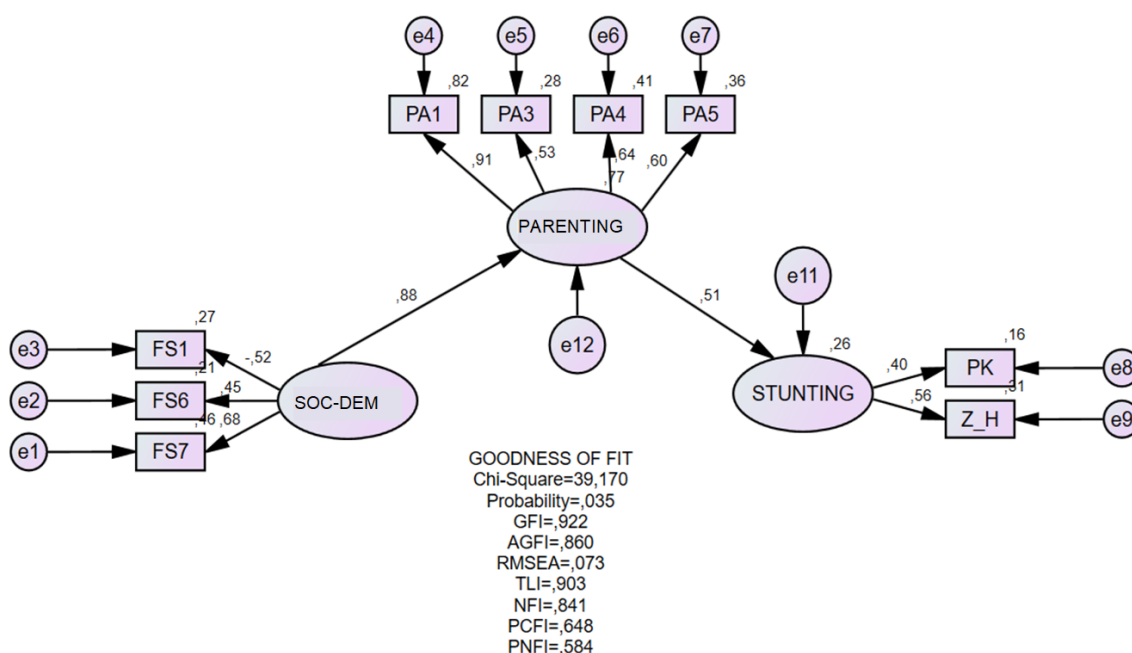 e4
e5
e6
e7
,82
,28
,41
,36
PA1
PA3
PA4
PA5
,91
,53
,64
,60
,77
PARENTING
e11
,88
,51
e12
,27
e3
FS1
-,52
,21
e2
FS6
,45
SOC-DEM
,46
,68
e1
FS7
,26
STUNTING
,40
,16
PK
e8
,56
,31
Z_H
e9
GOODNESS OF FIT
Chi-Square=39,170
Probability=,035
GFI=,922
AGFI=,860
RMSEA=,073
TLI=,903
NFI=,841
PCFI=,648
PNFI=,584